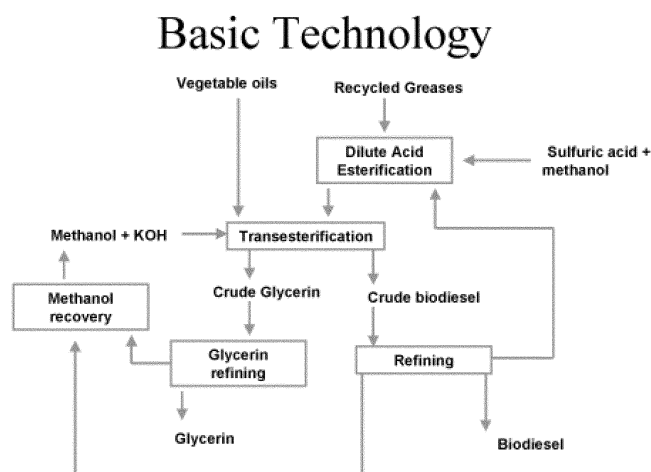 Basic Technology
Vegetable oils
Recycled Greases
Dilute Acid
Esterification
Sulfuric acid +
methanol
Methanol + KOH
Transesterification
Methanol
recovery
Crude Glycerin
Crude biodiesel
Glycerin
refining
Refining
Glycerin
Biodiesel